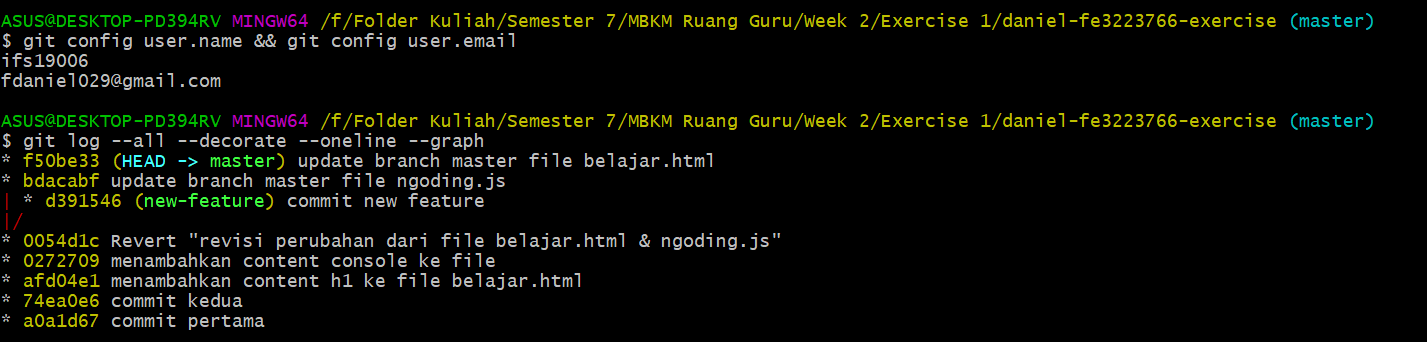 ASUS@DESKTOP-PD394RV MINGW64 /f/Folder Kuliah/Semester 7/MBKM Ruang Guru/Week 2/Exercise 1/daniel-fe3223766-exercise (master)
$ git config user.name && git config user.email
ifs19006
fdaniel029@gmail.com

ASUS@DESKTOP-PD394RV MINGW64 /f/Folder Kuliah/Semester 7/MBKM Ruang Guru/Week 2/Exercise 1/daniel-fe3223766-exercise (master)
$ git log --all --decorate --oneline --graph
* f50be33 (HEAD -> master) update branch master file belajar.html
* bdacabf update branch master file ngoding.js
| * d391546 (new-feature) commit new feature
|/
* 0054d1c Revert "revisi perubahan dari file belajar.html & ngoding.js"
* 0272709 menambahkan content console ke file
* afd04e1 menambahkan content h1 ke file belajar.html
* 74ea0e6 commit kedua
* a0a1d67 commit pertama